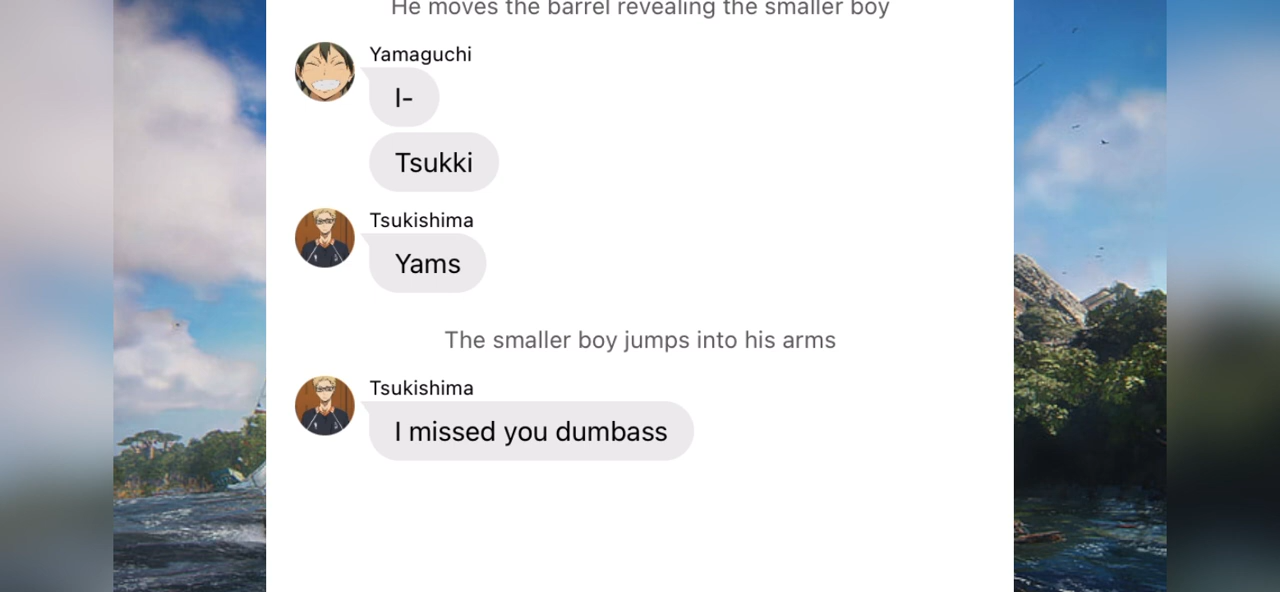 He moves the barrel revealing the smaller boy
Yamaguchi
I-
Tsukki
Tsukishima
Yams
The smaller boy jumps into his arms
Tsukishima
I missed you dumbass